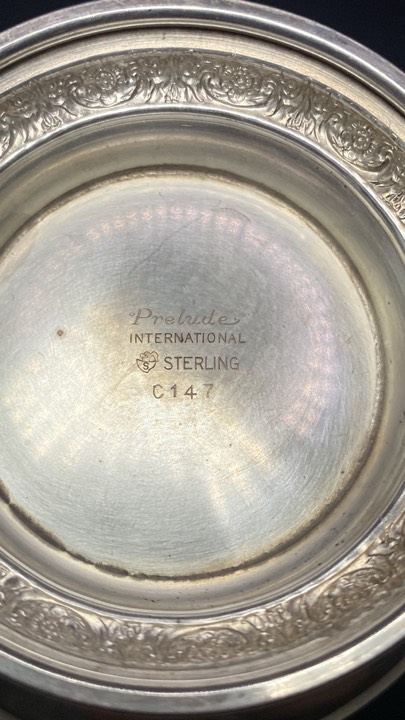 Prelude
INTERNATIONAL
S STERLING
C147